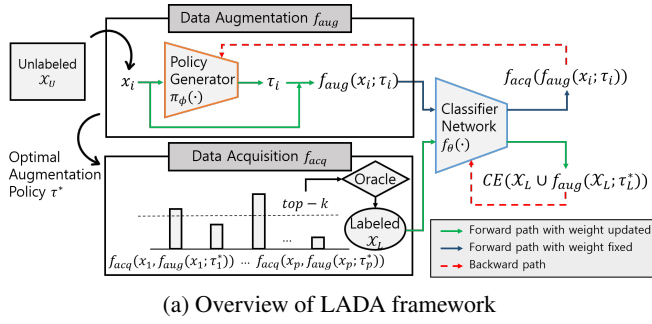 Data Augmentation f_aug
Unlabeled
𝒳_U
x_i
Policy
Generator
π_ϕ(·)
τ_i
f_aug(x_i; τ_i)
f_acq(f_aug(x_i; τ_i))
Classifier
Network
f_θ(·)
Optimal
Augmentation
Policy τ*
Data Acquisition f_acq
Oracle
top − k
Labeled
𝒳_L
CE(𝒳_L ∪ f_aug(𝒳_L; τ_L*))
...
f_acq(x_1, f_aug(x_1; τ_1*)) ... f_acq(x_p, f_aug(x_p; τ_p*))
Forward path with weight updated
Forward path with weight fixed
Backward path
(a) Overview of LADA framework